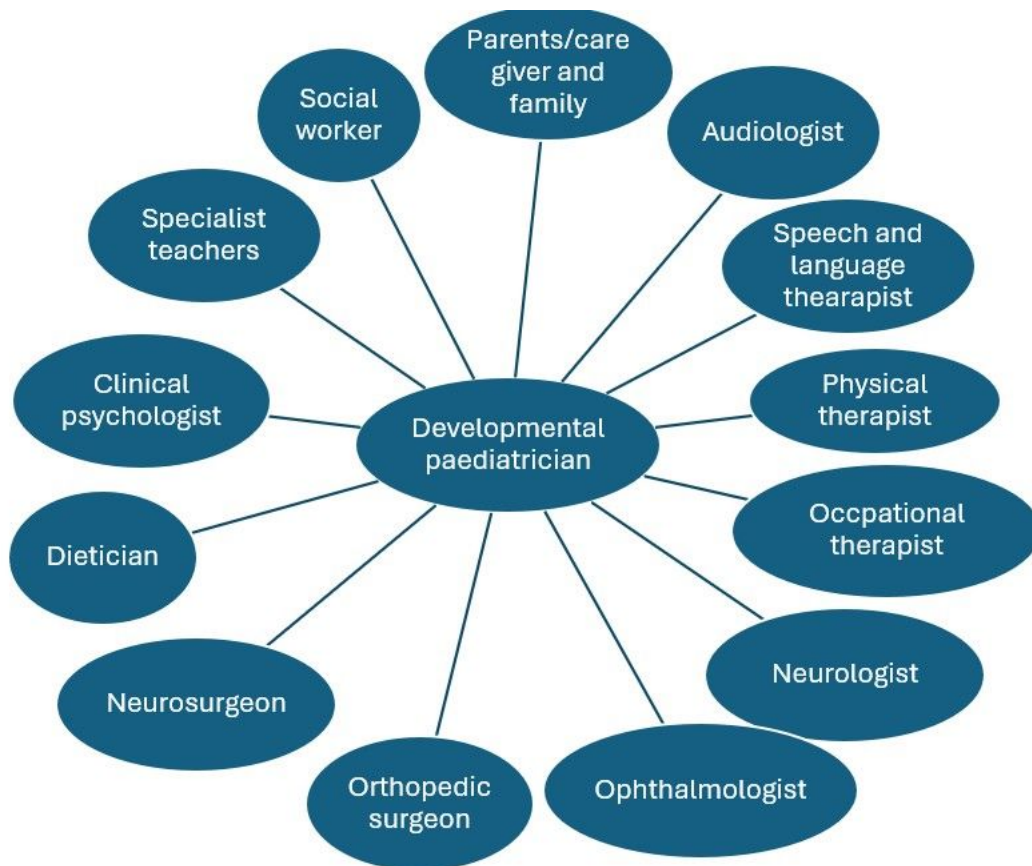 Parents/care
giver and
family
Audiologist
Speech and
language
thearapist
Physical
therapist
Occpational
therapist
Neurologist
Ophthalmologist
Orthopedic
surgeon
Neurosurgeon
Dietician
Clinical
psychologist
Specialist
teachers
Social
worker
Developmental
paediatrician